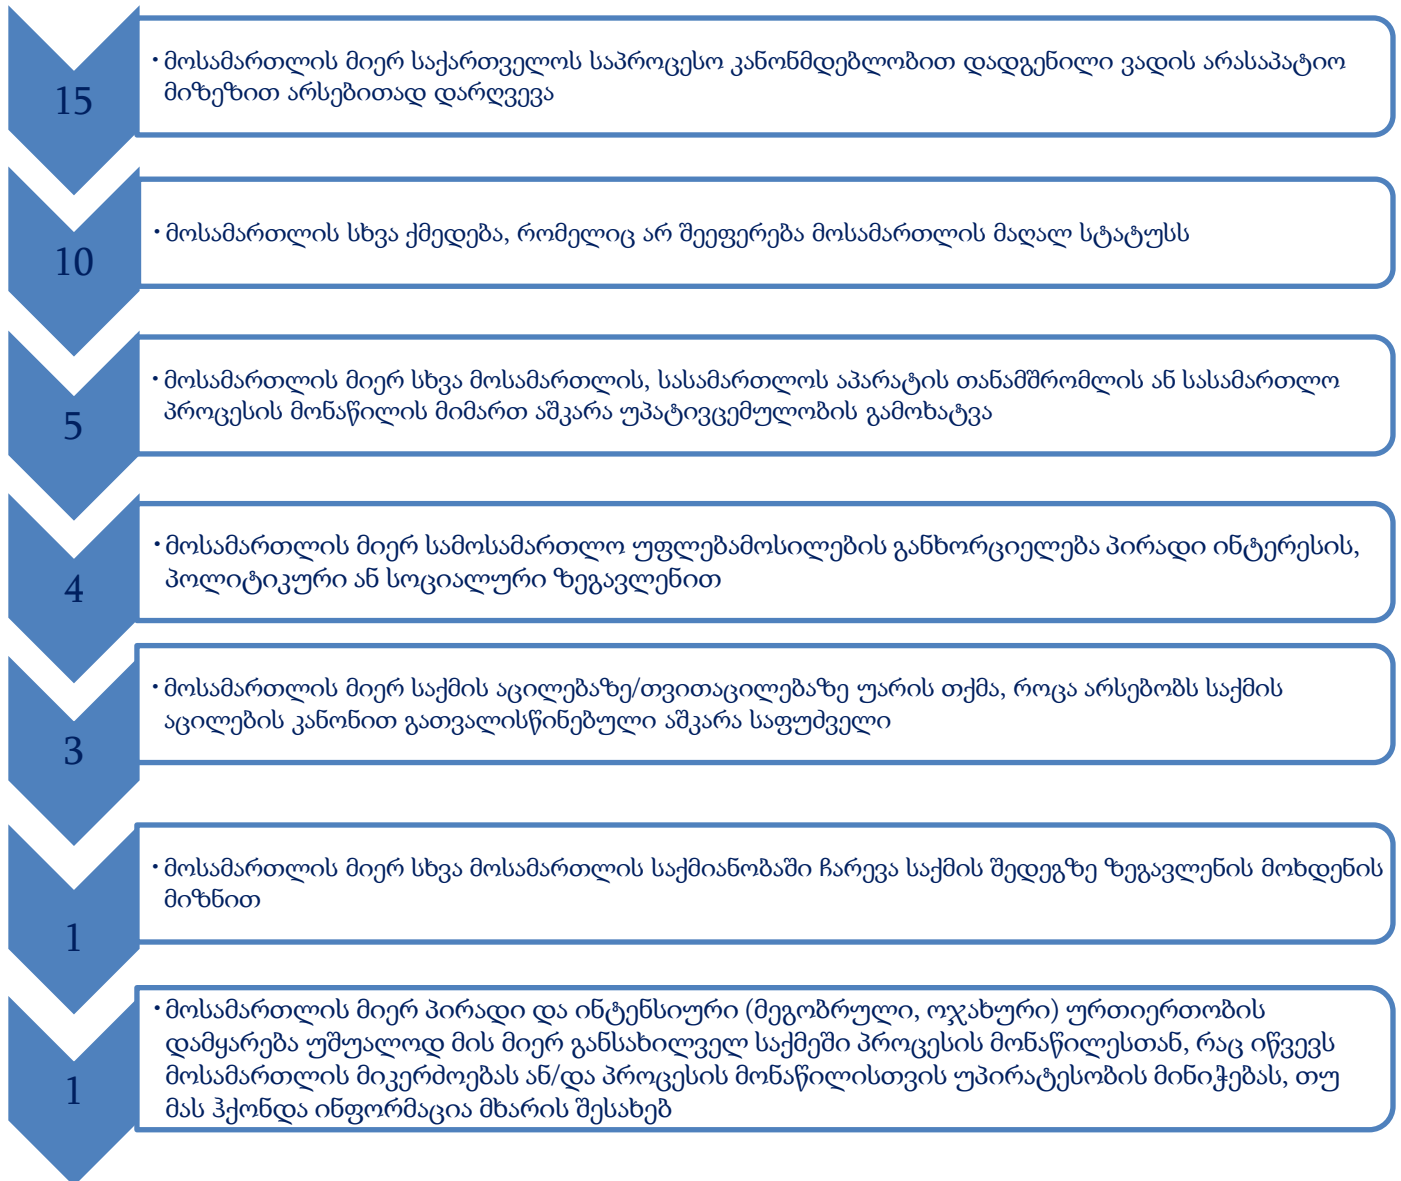 15
· მოსამართლის მიერ საქართველოს საპროცესო კანონმდებლობით დადგენილი ვადის არასაპატიო
მიზეზით არსებითად დარღვევა
10
· მოსამართლის სხვა ქმედება, რომელიც არ შეეფერება მოსამართლის მაღალ სტატუსს
5
· მოსამართლის მიერ სხვა მოსამართლის, სასამართლოს აპარატის თანამშრომლის ან სასამართლო
პროცესის მონაწილის მიმართ აშკარა უპატივცემულობის გამოხატვა
4
· მოსამართლის მიერ სამოსამართლო უფლებამოსილების განხორციელება პირადი ინტერესის,
პოლიტიკური ან სოციალური ზეგავლენით
3
· მოსამართლის მიერ საქმის აცილებაზე/თვითაცილებაზე უარის თქმა, როცა არსებობს საქმის
აცილების კანონით გათვალისწინებული აშკარა საფუძველი
1
· მოსამართლის მიერ სხვა მოსამართლის საქმიანობაში ჩარევა საქმის შედეგზე ზეგავლენის მოხდენის
მიზნით
1
· მოსამართლის მიერ პირადი და ინტენსიური (მეგობრული, ოჯახური) ურთიერთობის
დამყარება უშუალოდ მის მიერ განსახილველ საქმეში პროცესის მონაწილესთან, რაც იწვევს
მოსამართლის მიკერძოებას ან/და პროცესის მონაწილისთვის უპირატესობის მინიჭებას, თუ
მას ჰქონდა ინფორმაცია მხარის შესახებ